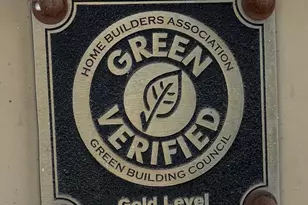 HOME BUILDERS ASSOCIATION
GREEN
VERIFIED
GREEN BUILDING COUNCIL
Gold Level